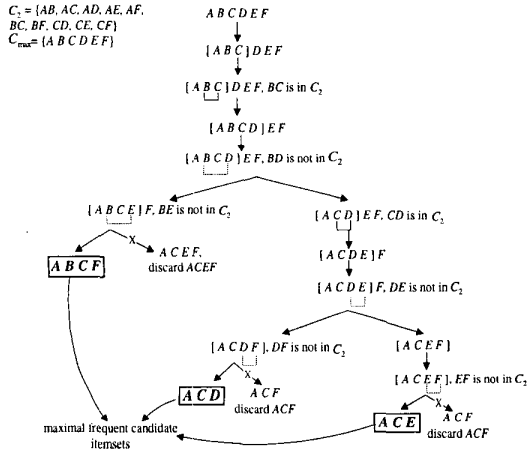 C2 = {AB, AC, AD, AE, AF,
BC, BF, CD, CE, CF}
Cmax= {A B C D E F}
A B C D E F
[ A B C ] D E F
[ A B C ] D E F, BC is in C2
[ A B C D ] E F
[ A B C D ] E F, BD is not in C2
[ A B C E ] F, BE is not in C2
[ A C D ] E F, CD is in C2
X
A B C F
A C E F,
discard ACEF
[ A C D E ] F
[ A C D E ] F, DE is not in C2
[ A C D F ], DF is not in C2
[ A C E F ]
X
A C D
A C F
discard ACF
[ A C E F ], EF is not in C2
X
A C E
A C F
discard ACF
maximal frequent candidate
itemsets